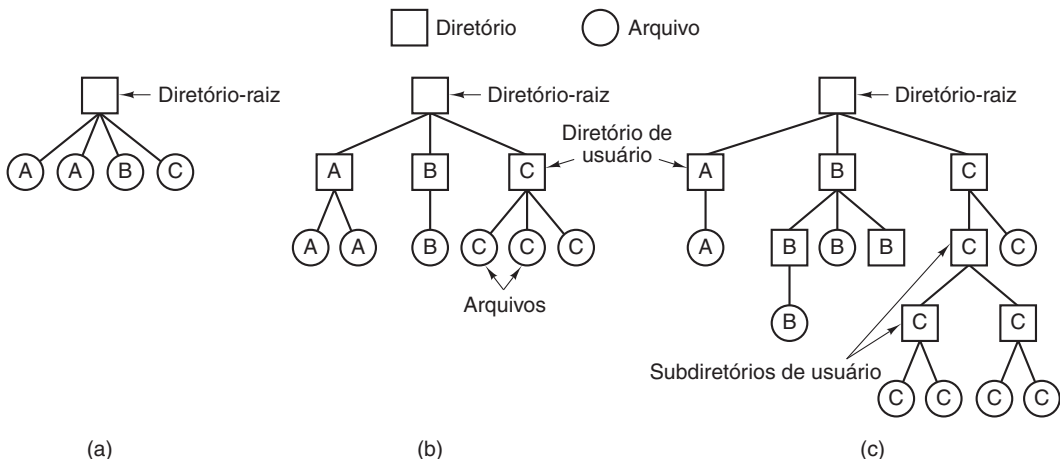 Diretório Arquivo
Diretório-raiz Diretório-raiz Diretório-raiz
Diretório de
usuário
A A B C
A B C A B C
A A B C C C A B B B C C
Arquivos
B C C
Subdiretórios de usuário
C C C C
(a) (b) (c)